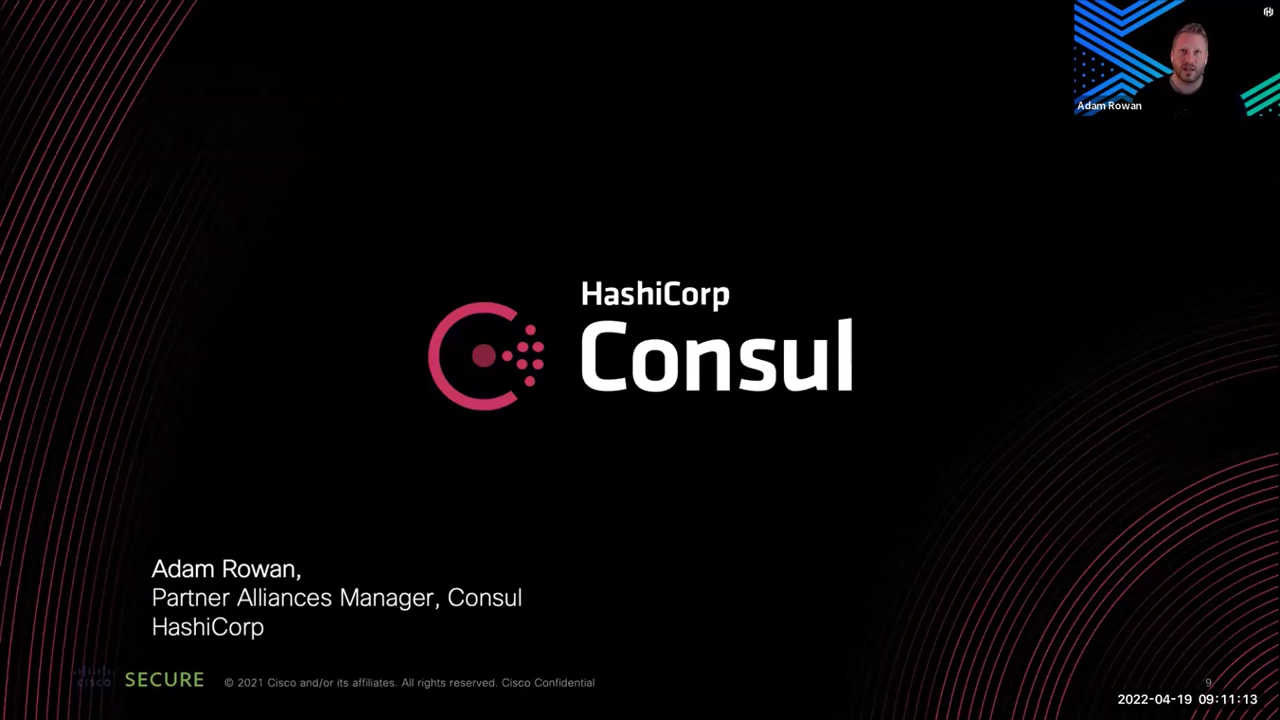 Adam Rowan
HashiCorp
Consul
Adam Rowan,
Partner Alliances Manager, Consul
HashiCorp
CISCO SECURE © 2021 Cisco and/or its affiliates. All rights reserved. Cisco Confidential
9
2022-04-19 09:11:13